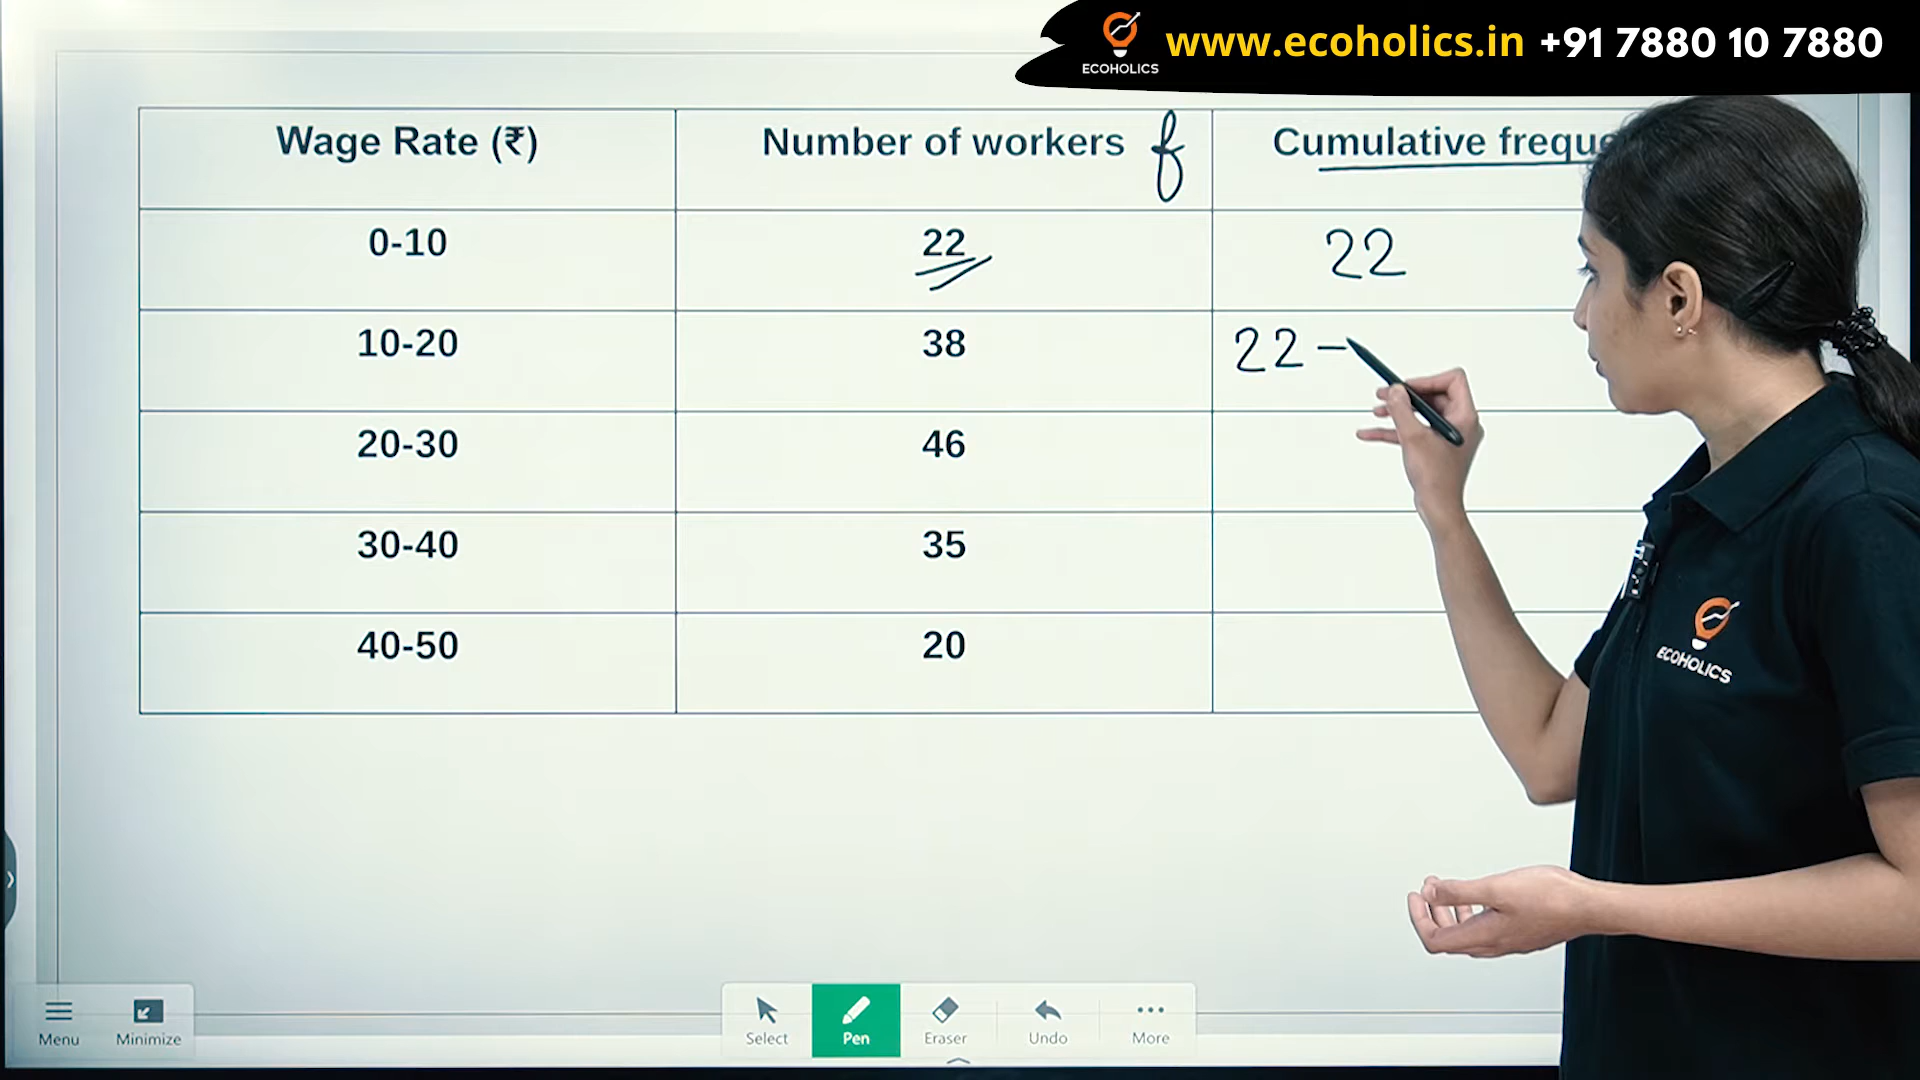 www.ecoholics.in +91 7880 10 7880
ECOHOLICS
Wage Rate (₹) Number of workers f Cumulative
0-10 22 22
10-20 38 22 –
20-30 46
30-40 35
40-50 20
ECOHOLICS
Menu Minimize Select Pen Eraser Undo More